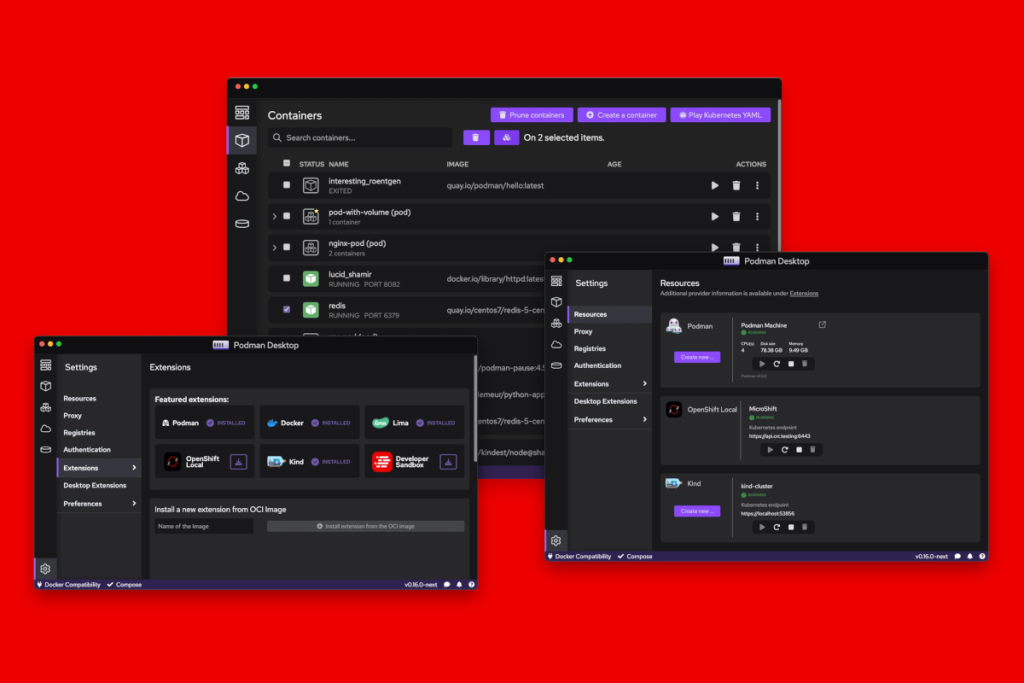 Containers
Prune containers
Create a container
Play Kubernetes YAML
Search containers...
On 2 selected items.
STATUS NAME IMAGE AGE ACTIONS
interesting_roentgen
EXITED
quay.io/podman/hello:latest
pod-with-volume (pod)
1 container
nginx-pod (pod)
2 containers
lucid_shamir
RUNNING PORT 8082
docker.io/library/httpd:latest
redis
RUNNING PORT 6379
quay.io/centos7/redis-5-cen
/podman-pause:4.5
lemeur/python-app
centos7/redis-5-cen
/kindest/node@sha
Podman Desktop
Settings
Resources
Proxy
Registries
Authentication
Extensions
Desktop Extensions
Preferences
Extensions
Featured extensions:
Podman INSTALLED
Docker INSTALLED
Lima INSTALLED
OpenShift
Local
Kind INSTALLED
Developer
Sandbox
Install a new extension from OCI Image
Name of the Image
Install extension from the OCI image
Docker Compatibility Compose
v0.16.0-next
Podman Desktop
Settings
Resources
Proxy
Registries
Authentication
Extensions
Desktop Extensions
Preferences
Resources
Additional provider information is available under Extensions
Podman
Create new ...
Podman Machine
RUNNING
CPU(s) Disk size Memory
4 78.38 GB 9.49 GB
OpenShift Local
MicroShift
RUNNING
Kubernetes endpoint
https://api.crc.testing:6443
Kind
Create new ...
kind-cluster
RUNNING
Kubernetes endpoint
https://localhost:53856
Docker Compatibility Compose
v0.16.0-next